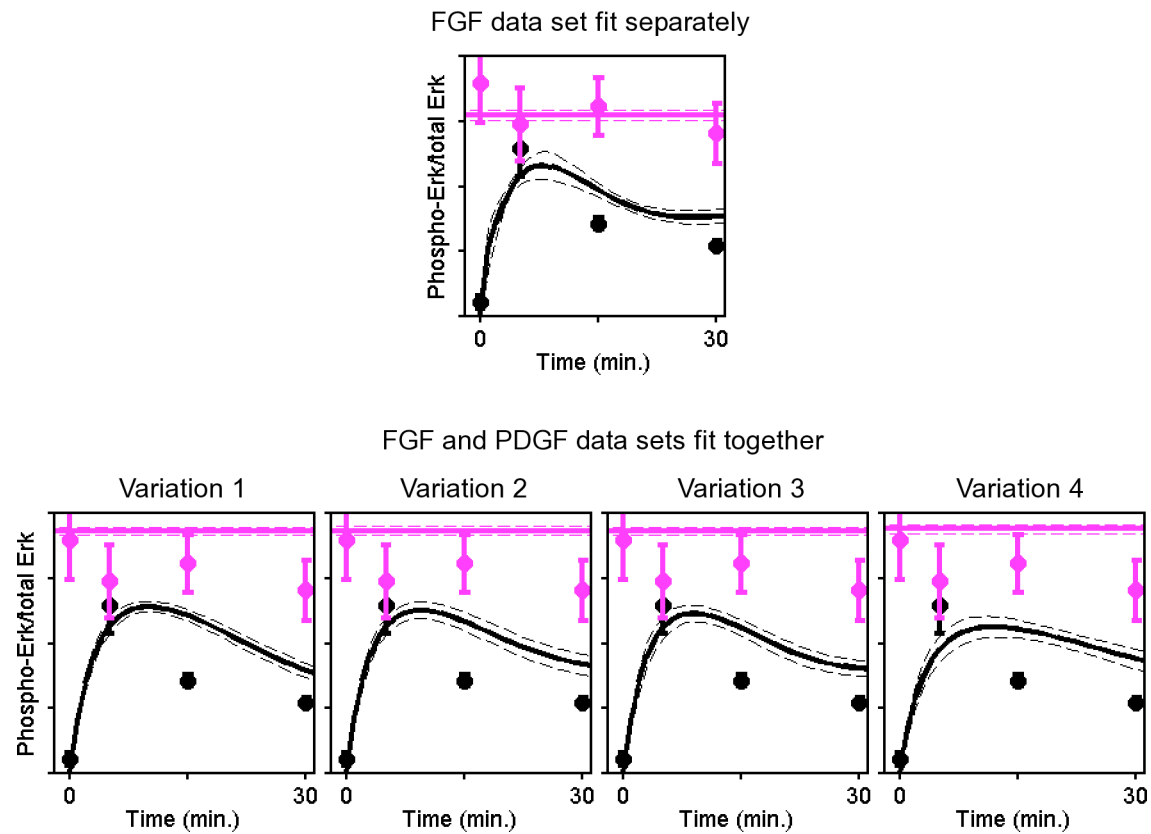 FGF data set fit separately
Phospho-Erk/total Erk
0
30
Time (min.)
FGF and PDGF data sets fit together
Variation 1
Variation 2
Variation 3
Variation 4
Phospho-Erk/total Erk
0
30
0
30
0
30
0
30
Time (min.)
Time (min.)
Time (min.)
Time (min.)